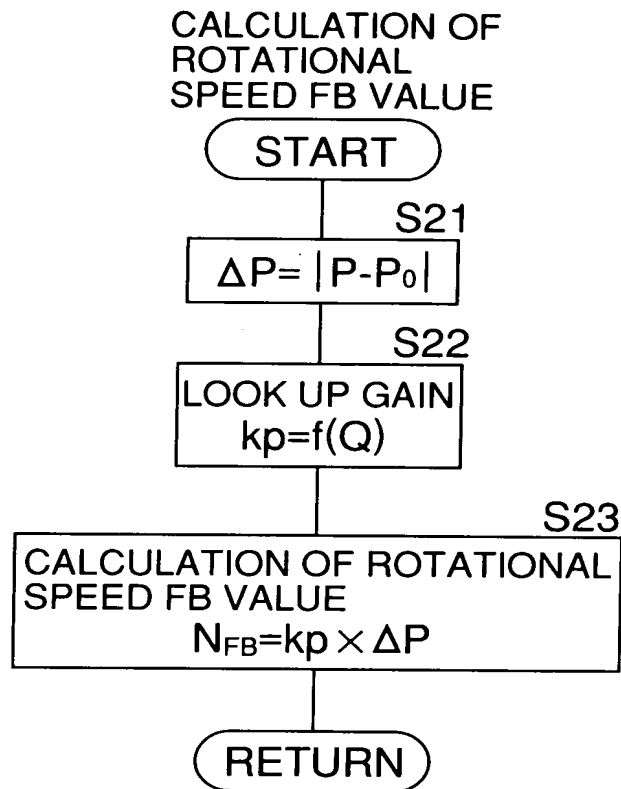 CALCULATION OF
ROTATIONAL
SPEED FB VALUE
START
S21
ΔP= |P-P₀|
S22
LOOK UP GAIN
kp=f(Q)
S23
CALCULATION OF ROTATIONAL
SPEED FB VALUE
N_FB=kp × ΔP
RETURN